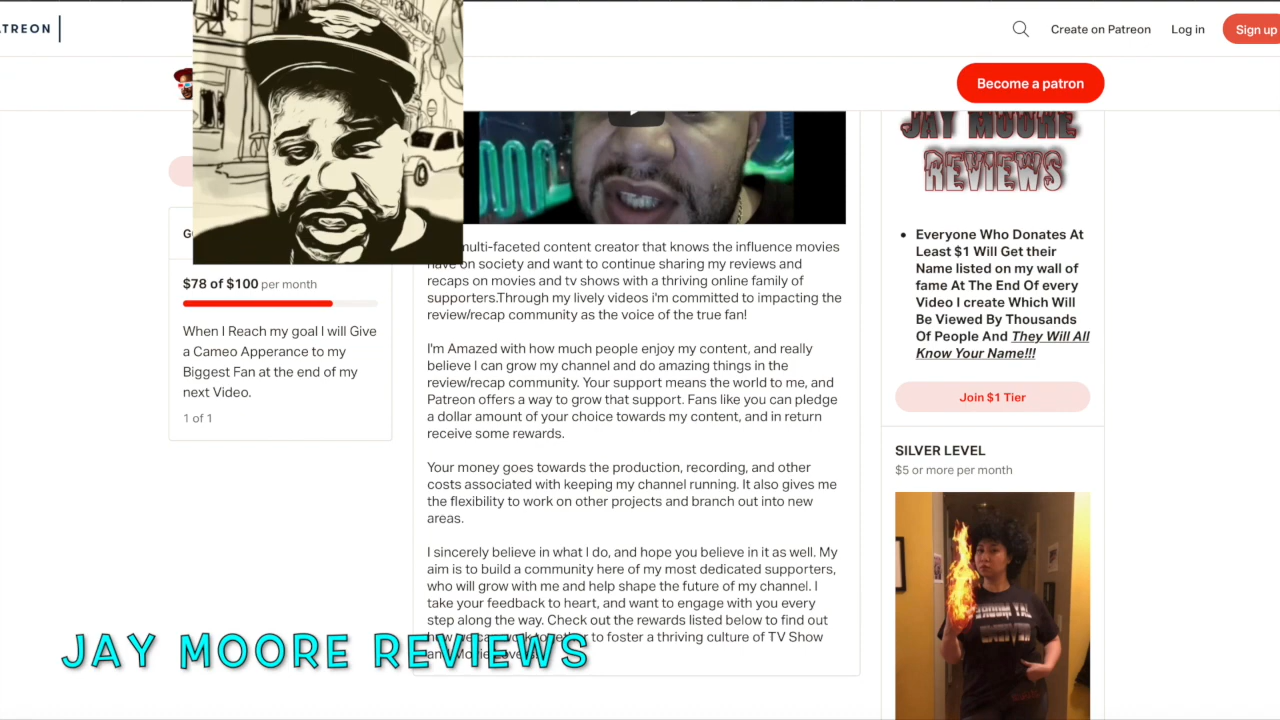 ATREON
Create on Patreon
Log in
Sign up
Become a patron
JAY MOORE
REVIEWS
$78 of $100 per month
When I Reach my goal I will Give
a Cameo Apperance to my
Biggest Fan at the end of my
next Video.
1 of 1
multi-faceted content creator that knows the influence movies
have on society and want to continue sharing my reviews and
recaps on movies and tv shows with a thriving online family of
supporters.Through my lively videos i'm committed to impacting the
review/recap community as the voice of the true fan!
I'm Amazed with how much people enjoy my content, and really
believe I can grow my channel and do amazing things in the
review/recap community. Your support means the world to me, and
Patreon offers a way to grow that support. Fans like you can pledge
a dollar amount of your choice towards my content, and in return
receive some rewards.
Your money goes towards the production, recording, and other
costs associated with keeping my channel running. It also gives me
the flexibility to work on other projects and branch out into new
areas.
I sincerely believe in what I do, and hope you believe in it as well. My
aim is to build a community here of my most dedicated supporters,
who will grow with me and help shape the future of my channel. I
take your feedback to heart, and want to engage with you every
step along the way. Check out the rewards listed below to find out
how we can work together to foster a thriving culture of TV Show
and Movie
JAY MOORE REVIEWS
Everyone Who Donates At
Least $1 Will Get their
Name listed on my wall of
fame At The End Of every
Video I create Which Will
Be Viewed By Thousands
Of People And They Will All
Know Your Name!!!
Join $1 Tier
SILVER LEVEL
$5 or more per month